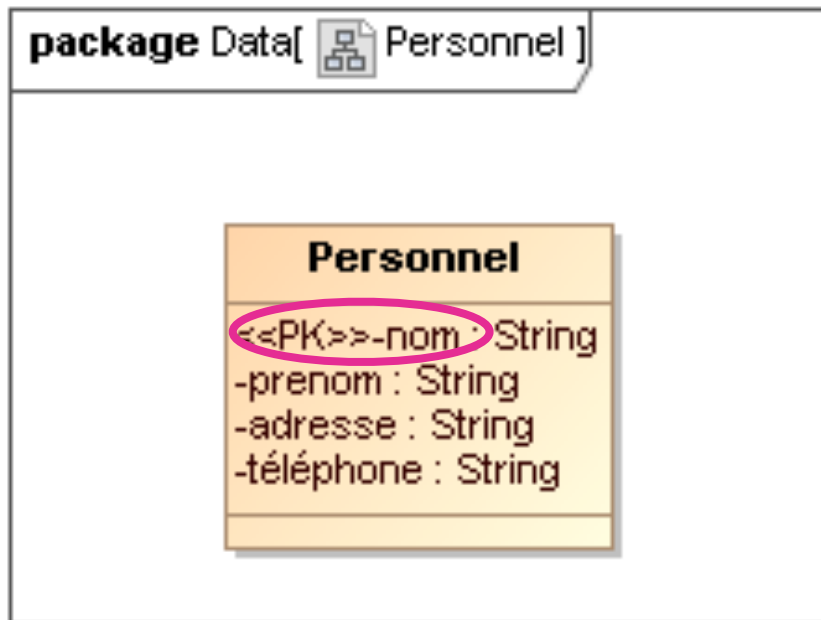 package Data[ Personnel ]
Personnel
<<PK>>-nom : String
-prenom : String
-adresse : String
-téléphone : String